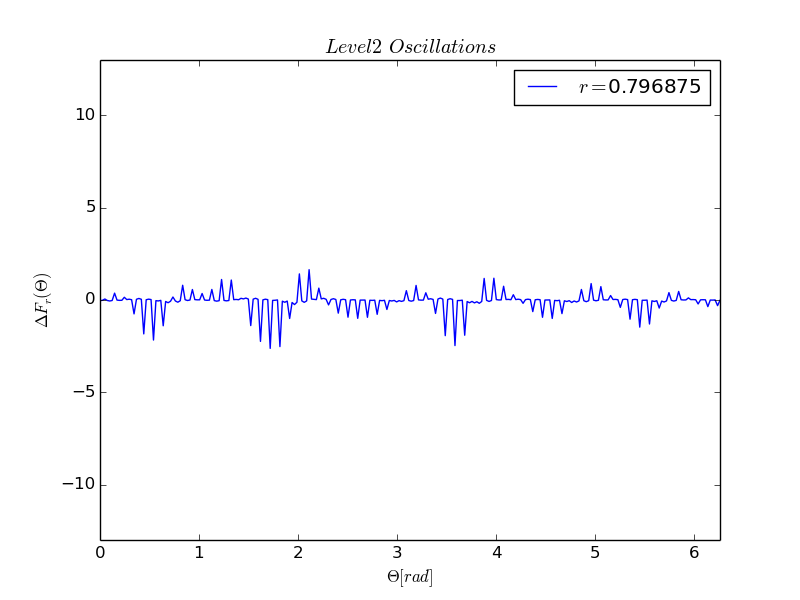 Level2 Oscillations
r=0.796875
10
5
0
−5
−10
0 1 2 3 4 5 6
ΔF_r(Θ)
Θ[rad]